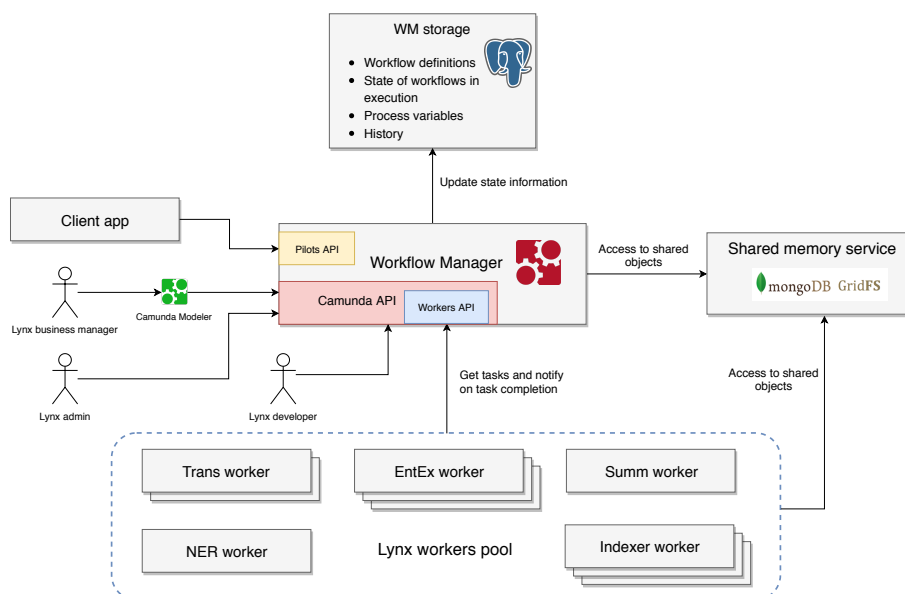 WM storage
• Workflow definitions
• State of workflows in
execution
• Process variables
• History
Update state information
Client app
Pilots API
Workflow Manager
Access to shared
objects
Shared memory service
mongoDB GridFS
Camunda API
Workers API
Lynx business manager
Camunda Modeler
Get tasks and notify
on task completion
Access to shared
objects
Lynx admin
Lynx developer
Trans worker
EntEx worker
Summ worker
NER worker
Lynx workers pool
Indexer worker